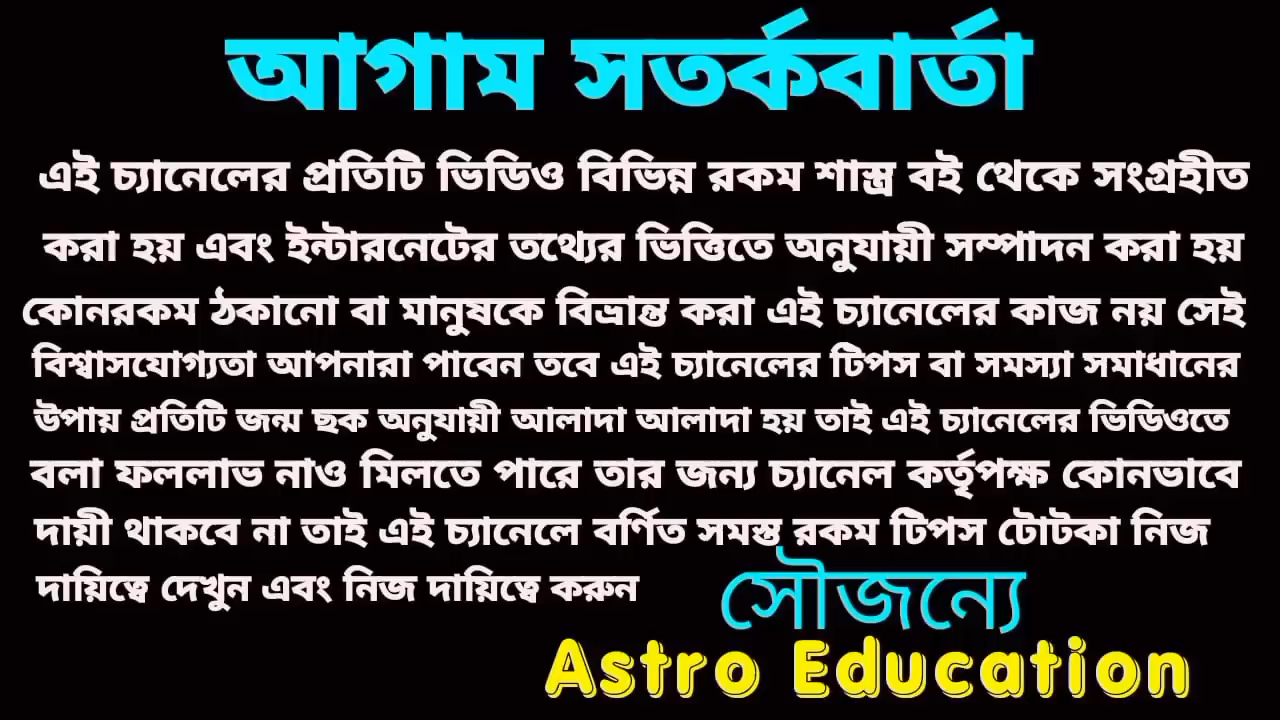 আগাম সতর্কবার্তা
এই চ্যানেলের প্রতিটি ভিডিও বিভিন্ন রকম শাস্ত্র বই থেকে সংগ্রহীত
করা হয় এবং ইন্টারনেটের তথ্যের ভিত্তিতে অনুযায়ী সম্পাদন করা হয়
কোনরকম ঠকানো বা মানুষকে বিভ্রান্ত করা এই চ্যানেলের কাজ নয় সেই
বিশ্বাসযোগ্যতা আপনারা পাবেন তবে এই চ্যানেলের টিপস বা সমস্যা সমাধানের
উপায় প্রতিটি জন্ম ছক অনুযায়ী আলাদা আলাদা হয় তাই এই চ্যানেলের ভিডিওতে
বলা ফললাভ নাও মিলতে পারে তার জন্য চ্যানেল কর্তৃপক্ষ কোনভাবে
দায়ী থাকবে না তাই এই চ্যানেলে বর্ণিত সমস্ত রকম টিপস টোটকা নিজ
দায়িত্বে দেখুন এবং নিজ দায়িত্বে করুন
সৌজন্যে
Astro Education